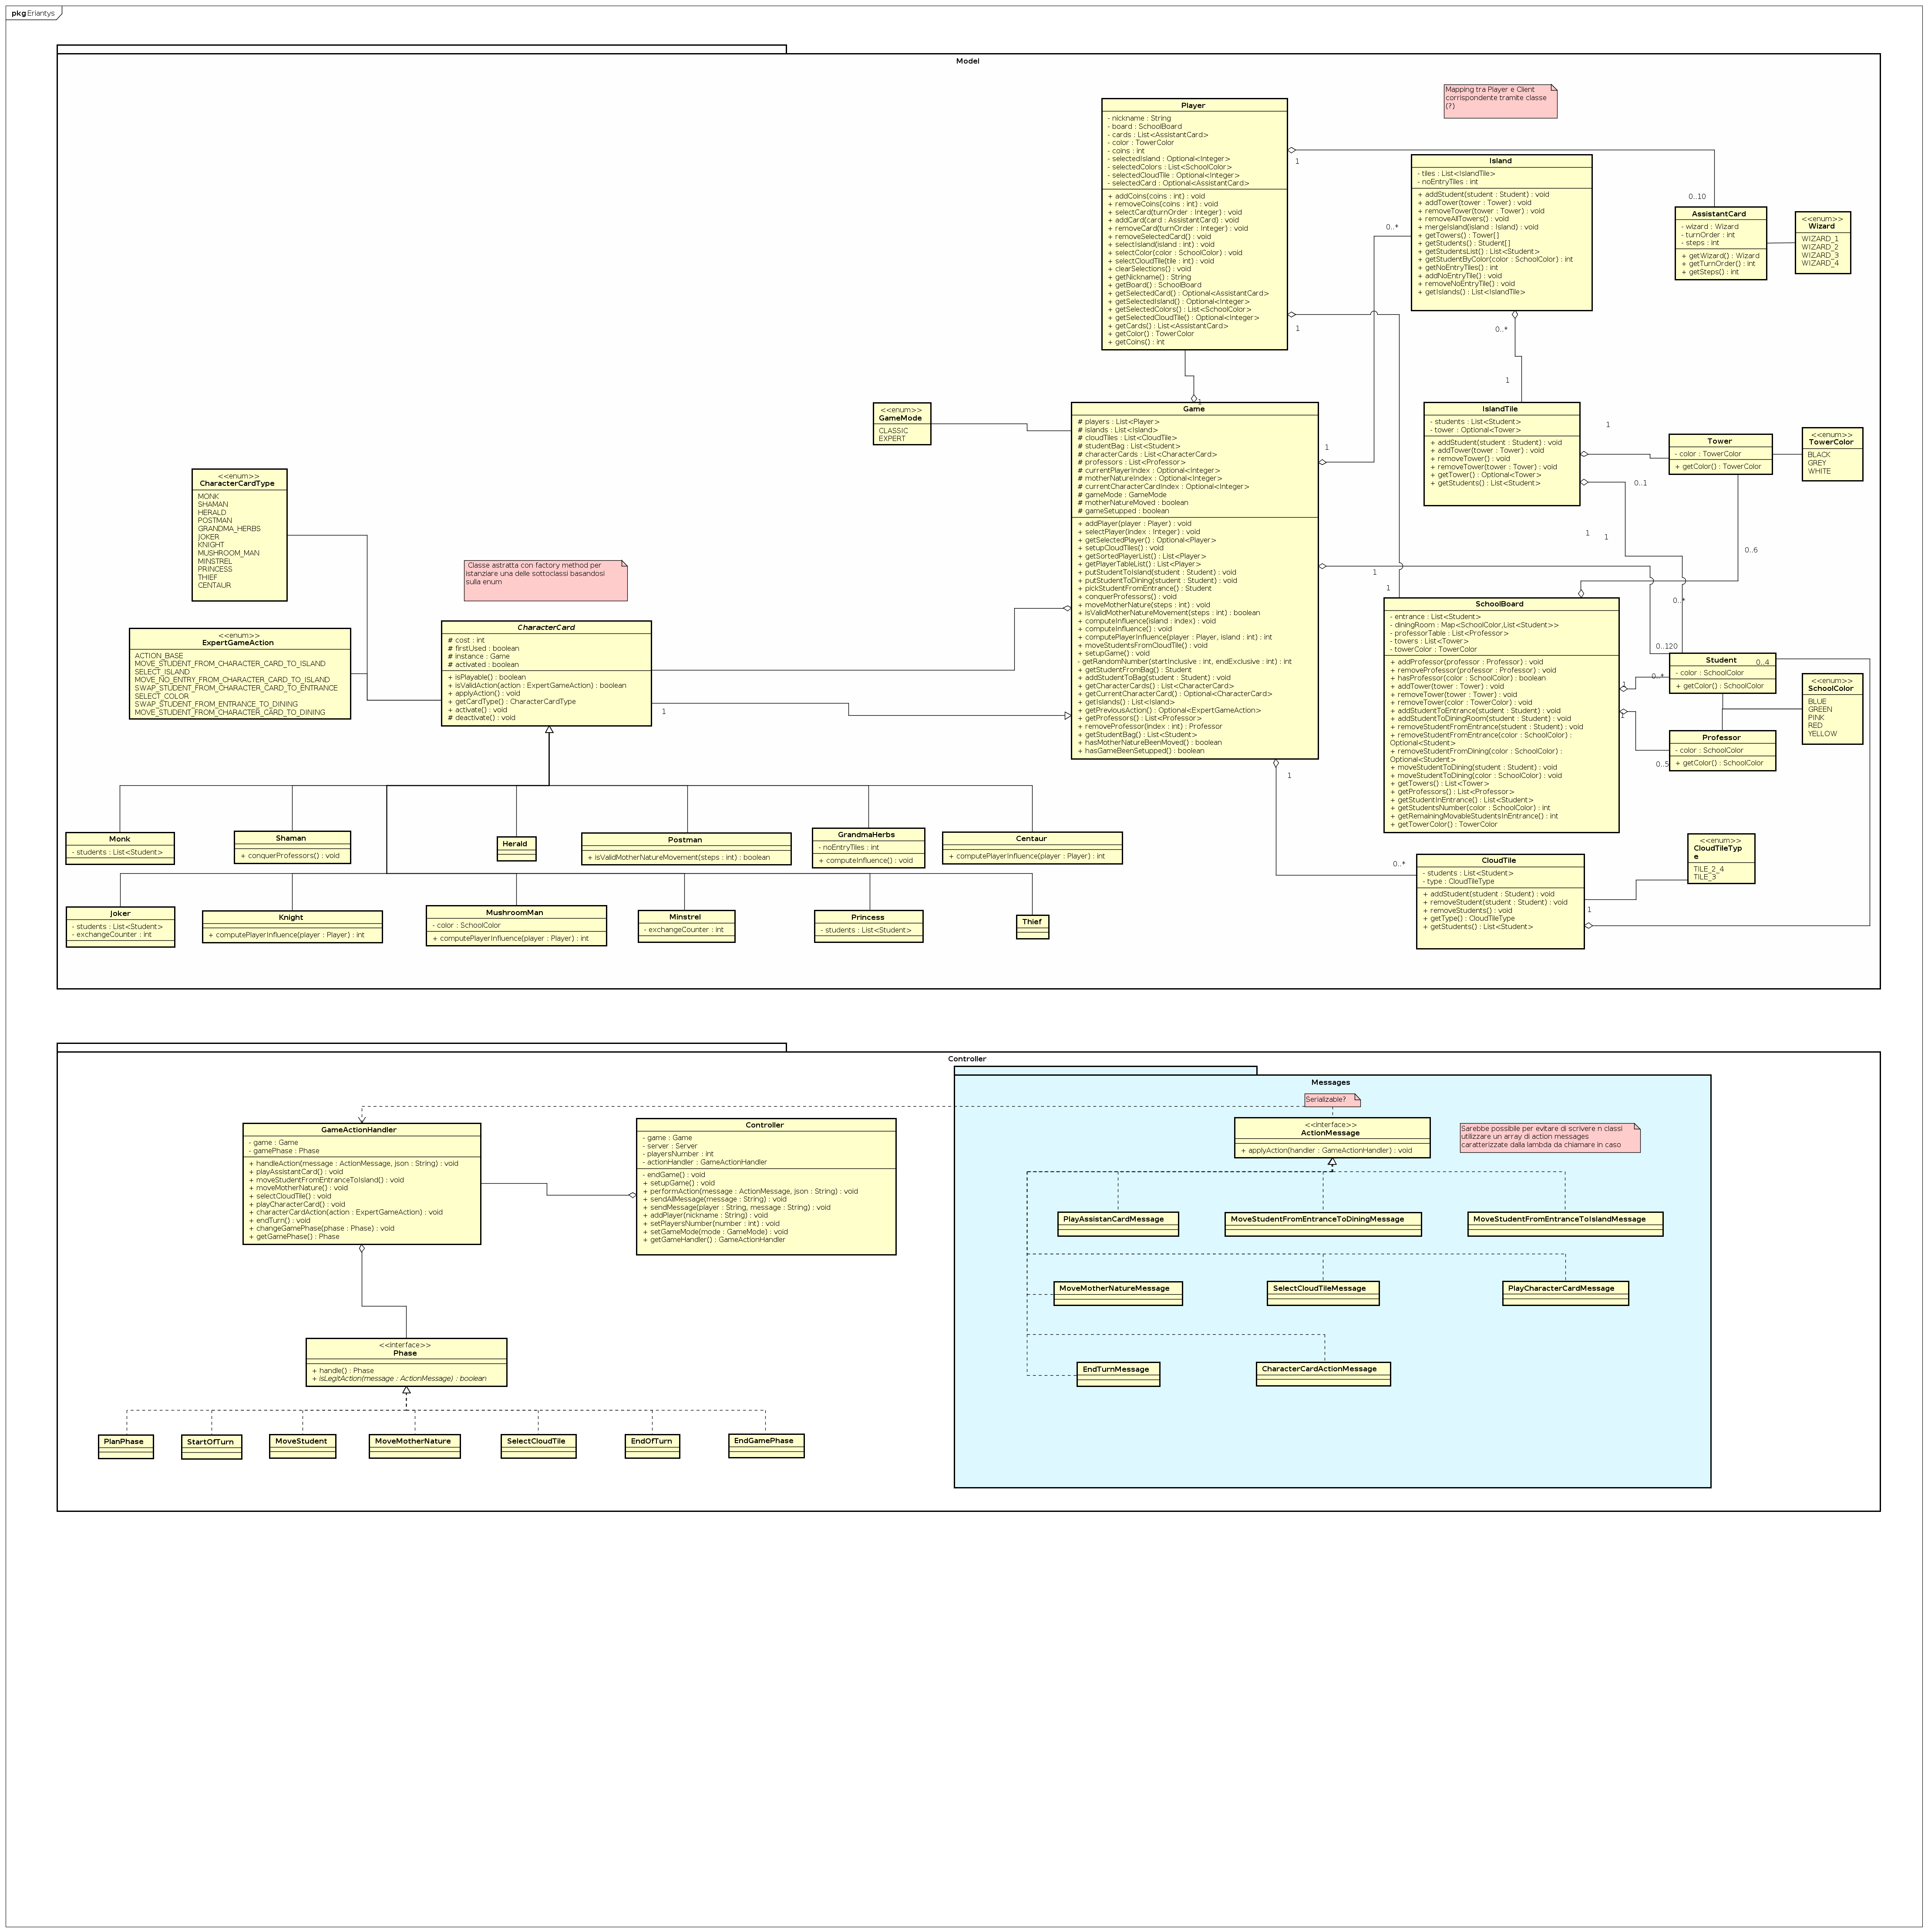 pkg Eriantys
Model
Mapping tra Player e Client
corrispondente tramite classe
(?)
Player
- nickname : String
- board : SchoolBoard
- cards : List<AssistantCard>
- color : TowerColor
- coins : int
- selectedIsland : Optional<Integer>
- selectedColors : List<SchoolColor>
- selectedCloudTile : Optional<Integer>
- selectedCard : Optional<AssistantCard>
+ addCoins(coins : int) : void
+ removeCoins(coins : int) : void
+ selectCard(turnOrder : Integer) : void
+ addCard(card : AssistantCard) : void
+ removeCard(turnOrder : Integer) : void
+ removeSelectedCard() : void
+ selectIsland(island : int) : void
+ selectColor(color : SchoolColor) : void
+ selectCloudTile(tile : int) : void
+ clearSelections() : void
+ getNickname() : String
+ getBoard() : SchoolBoard
+ getSelectedCard() : Optional<AssistantCard>
+ getSelectedIsland() : Optional<Integer>
+ getSelectedColors() : List<SchoolColor>
+ getSelectedCloudTile() : Optional<Integer>
+ getCards() : List<AssistantCard>
+ getColor() : TowerColor
+ getCoins() : int
1
1
Island
- tiles : List<IslandTile>
- noEntryTiles : int
+ addStudent(student : Student) : void
+ addTower(tower : Tower) : void
+ removeTower(tower : Tower) : void
+ removeAllTowers() : void
+ mergeIsland(island : Island) : void
+ getTowers() : Tower[]
+ getStudents() : Student[]
+ getStudentsList() : Student[]
+ getStudentByColor(color : SchoolColor) : int
+ getNoEntryTiles() : int
+ addNoEntryTile() : void
+ removeNoEntryTile() : void
+ getIslands() : List<IslandTile>
0..*
0..*
1
0..10
AssistantCard
- wizard : Wizard
- turnOrder : int
- steps : int
+ getWizard() : Wizard
+ getTurnOrder() : int
+ getSteps() : int
<<enum>>
Wizard
WIZARD_1
WIZARD_2
WIZARD_3
WIZARD_4
<<enum>>
GameMode
CLASSIC
EXPERT
1
Game
# players : List<Player>
# islands : List<Island>
# cloudTiles : List<CloudTile>
# studentBag : List<Student>
# characterCards : List<CharacterCard>
# professors : List<Professor>
# currentPlayerIndex : Optional<Integer>
# motherNatureIndex : Optional<Integer>
# currentCharacterCardIndex : Optional<Integer>
# gameMode : GameMode
# motherNatureMoved : boolean
# gameSetupped : boolean
+ addPlayer(player : Player) : void
+ selectPlayer(index : Integer) : void
+ getSelectedPlayer() : Optional<Player>
+ setupCloudTiles() : void
+ getSortedPlayerList() : List<Player>
+ getPlayerTableList() : List<Player>
+ putStudentToIsland(student : Student) : void
+ putStudentToDining(student : Student) : void
+ pickStudentFromEntrance() : Student
+ conquerProfessors() : void
+ moveMotherNature(steps : int) : void
+ isValidMotherNatureMovement(steps : int) : boolean
+ computeInfluence(island : index) : void
+ computeInfluence() : void
+ computePlayerInfluence(player : Player, island : int) : int
+ moveStudentsFromCloudTile() : void
+ setupGame() : void
- getRandomNumber(startInclusive : int, endExclusive : int) : int
+ getStudentFromBag() : Student
+ addStudentToBag(student : Student) : void
+ getCharacterCards() : List<CharacterCard>
+ getCurrentCharacterCard() : Optional<CharacterCard>
+ getIslands() : List<Island>
+ getPreviousAction() : Optional<ExpertGameAction>
+ getProfessors() : List<Professor>
+ removeProfessor(index : int) : Professor
+ getStudentBag() : List<Student>
+ hasMotherNatureBeenMoved() : boolean
+ hasGameBeenSetupped() : boolean
1
1
1
IslandTile
- students : List<Student>
- tower : Optional<Tower>
+ addStudent(student : Student) : void
+ addTower(tower : Tower) : void
+ removeTower() : void
+ removeTower(tower : Tower) : void
+ getTower() : Optional<Tower>
+ getStudents() : List<Student>
1
0..1
1
1
Tower
- color : TowerColor
+ getColor() : TowerColor
<<enum>>
TowerColor
BLACK
GREY
WHITE
0..6
1
<<enum>>
CharacterCardType
MONK
SHAMAN
HERALD
POSTMAN
GRANDMA_HERBS
JOKER
KNIGHT
MUSHROOM_MAN
MINSTREL
PRINCESS
THIEF
CENTAUR
Classe astratta con factory method per
istanziare una delle sottoclassi basandosi
sulla enum
<<enum>>
ExpertGameAction
ACTION_BASE
MOVE_STUDENT_FROM_CHARACTER_CARD_TO_ISLAND
SELECT_ISLAND
MOVE_NO_ENTRY_FROM_CHARACTER_CARD_TO_ISLAND
SWAP_STUDENT_FROM_CHARACTER_CARD_TO_ENTRANCE
SELECT_COLOR
SWAP_STUDENT_FROM_ENTRANCE_TO_DINING
MOVE_STUDENT_FROM_CHARACTER_CARD_TO_DINING
CharacterCard
# cost : int
# firstUsed : boolean
# instance : Game
# activated : boolean
+ isPlayable() : boolean
+ isValidAction(action : ExpertGameAction) : boolean
+ applyAction() : void
+ getCardType() : CharacterCardType
+ activate() : void
# deactivate() : void
1
SchoolBoard
- entrance : List<Student>
- diningRoom : Map<SchoolColor,List<Student>>
- professorTable : List<Professor>
- towers : List<Tower>
- towerColor : TowerColor
+ addProfessor(professor : Professor) : void
+ removeProfessor(professor : Professor) : void
+ hasProfessor(color : SchoolColor) : boolean
+ addTower(tower : Tower) : void
+ removeTower(tower : Tower) : void
+ removeTower(color : TowerColor) : void
+ addStudentToEntrance(student : Student) : void
+ addStudentToDiningRoom(student : Student) : void
+ removeStudentFromEntrance(student : Student) : void
+ removeStudentFromEntrance(color : SchoolColor) :
Optional<Student>
+ removeStudentFromDining(color : SchoolColor) :
Optional<Student>
+ moveStudentToDining(student : Student) : void
+ moveStudentToDining(color : SchoolColor) : void
+ getTowers() : List<Tower>
+ getProfessors() : List<Professor>
+ getStudentInEntrance() : List<Student>
+ getStudentsNumber(color : SchoolColor) : int
+ getRemainingMovableStudentsInEntrance() : int
+ getTowerColor() : TowerColor
0..*
0..120
1
0..*
1
0..5
Student
0..4
- color : SchoolColor
+ getColor() : SchoolColor
<<enum>>
SchoolColor
BLUE
GREEN
PINK
RED
YELLOW
Professor
- color : SchoolColor
+ getColor() : SchoolColor
Monk
- students : List<Student>
Shaman
+ conquerProfessors() : void
Herald
Postman
+ isValidMotherNatureMovement(steps : int) : boolean
GrandmaHerbs
- noEntryTiles : int
+ computeInfluence() : void
Centaur
+ computePlayerInfluence(player : Player) : int
Joker
- students : List<Student>
- exchangeCounter : int
Knight
+ computePlayerInfluence(player : Player) : int
MushroomMan
- color : SchoolColor
+ computePlayerInfluence(player : Player) : int
Minstrel
- exchangeCounter : int
Princess
- students : List<Student>
Thief
0..*
CloudTile
- students : List<Student>
- type : CloudTileType
+ addStudent(student : Student) : void
+ removeStudent(student : Student) : void
+ removeStudents() : void
+ getType() : CloudTileType
+ getStudents() : List<Student>
1
<<enum>>
CloudTileTyp
e
TILE_2_4
TILE_3
Controller
Messages
Serializable?
GameActionHandler
- game : Game
- gamePhase : Phase
+ handleAction(message : ActionMessage, json : String) : void
+ playAssistantCard() : void
+ moveStudentFromEntranceToIsland() : void
+ moveMotherNature() : void
+ selectCloudTile() : void
+ playCharacterCard() : void
+ characterCardAction(action : ExpertGameAction) : void
+ endTurn() : void
+ changeGamePhase(phase : Phase) : void
+ getGamePhase() : Phase
Controller
- game : Game
- server : Server
- playersNumber : int
- actionHandler : GameActionHandler
- endGame() : void
+ setupGame() : void
+ performAction(message : ActionMessage, json : String) : void
+ sendAllMessage(message : String) : void
+ sendMessage(player : String, message : String) : void
+ addPlayer(nickname : String) : void
+ setPlayersNumber(number : int) : void
+ setGameMode(mode : GameMode) : void
+ getGameHandler() : GameActionHandler
<<interface>>
ActionMessage
+ applyAction(handler : GameActionHandler) : void
Sarebbe possibile per evitare di scrivere n classi
utilizzare un array di action messages
caratterizzate dalla lambda da chiamare in caso
PlayAssistanCardMessage
MoveStudentFromEntranceToDiningMessage
MoveStudentFromEntranceToIslandMessage
MoveMotherNatureMessage
SelectCloudTileMessage
PlayCharacterCardMessage
EndTurnMessage
CharacterCardActionMessage
<<interface>>
Phase
+ handle() : Phase
+ isLegitAction(message : ActionMessage) : boolean
PlanPhase
StartOfTurn
MoveStudent
MoveMotherNature
SelectCloudTile
EndOfTurn
EndGamePhase